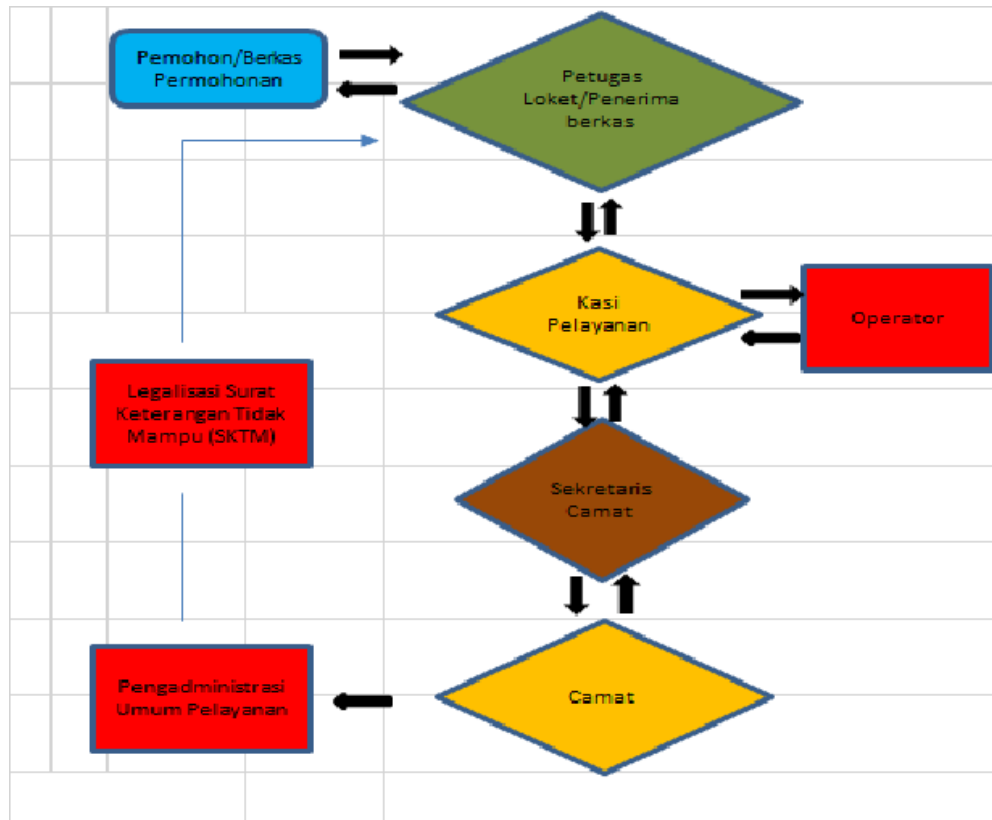 Pemohon/Berkas
Permohonan
Petugas
Loket/Penerima
berkas
Kasi
Pelayanan
Operator
Legalisasi Surat
Keterangan Tidak
Mampu (SKTM)
Sekretaris
Camat
Pengadministrasi
Umum Pelayanan
Camat